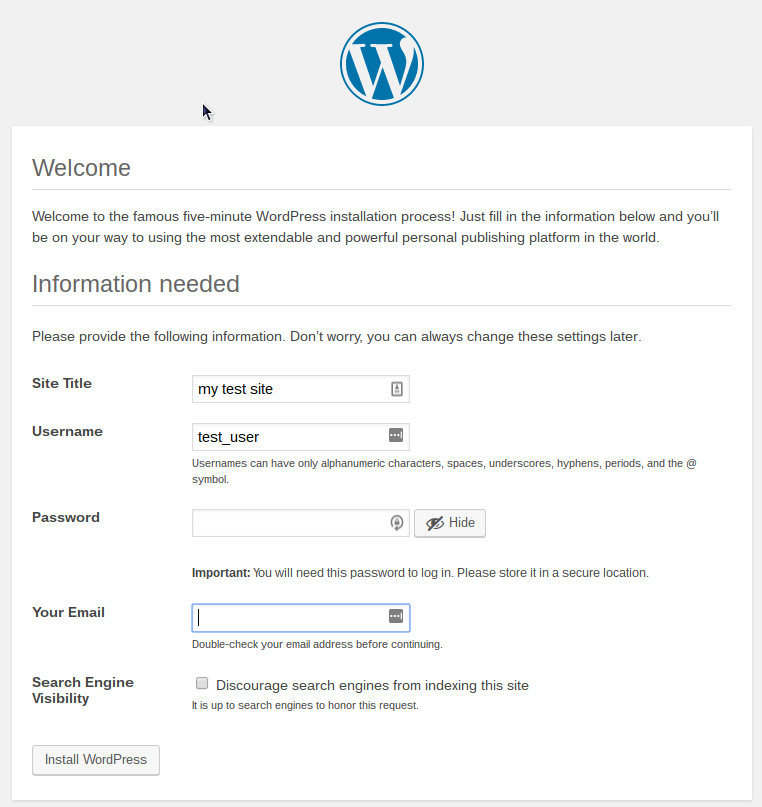 Welcome
Welcome to the famous five-minute WordPress installation process! Just fill in the information below and you’ll
be on your way to using the most extendable and powerful personal publishing platform in the world.
Information needed
Please provide the following information. Don’t worry, you can always change these settings later.
Site Title
my test site
Username
test_user
Usernames can have only alphanumeric characters, spaces, underscores, hyphens, periods, and the @
symbol.
Password
Hide
Important: You will need this password to log in. Please store it in a secure location.
Your Email
Double-check your email address before continuing.
Search Engine
Visibility
Discourage search engines from indexing this site
It is up to search engines to honor this request.
Install WordPress